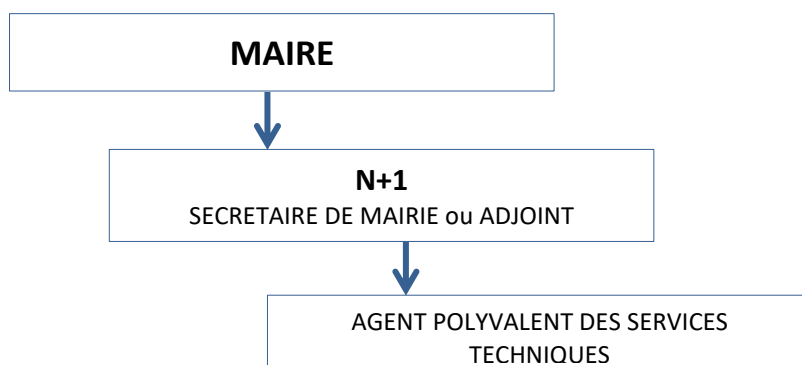 MAIRE
N+1
SECRETAIRE DE MAIRIE ou ADJOINT
AGENT POLYVALENT DES SERVICES
TECHNIQUES